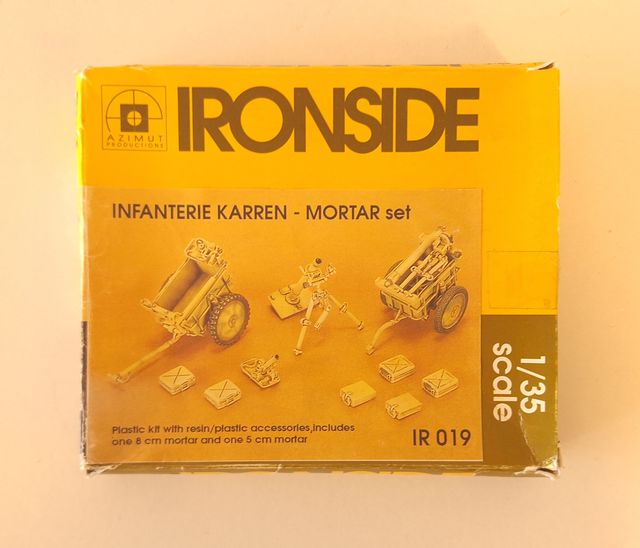 AZIMUT
PRODUCTIONS
IRONSIDE
INFANTERIE KARREN - MORTAR set
Plastic kit with resin/plastic accessories,includes
one 8 cm mortar and one 5 cm mortar
IR 019
1/35
scale